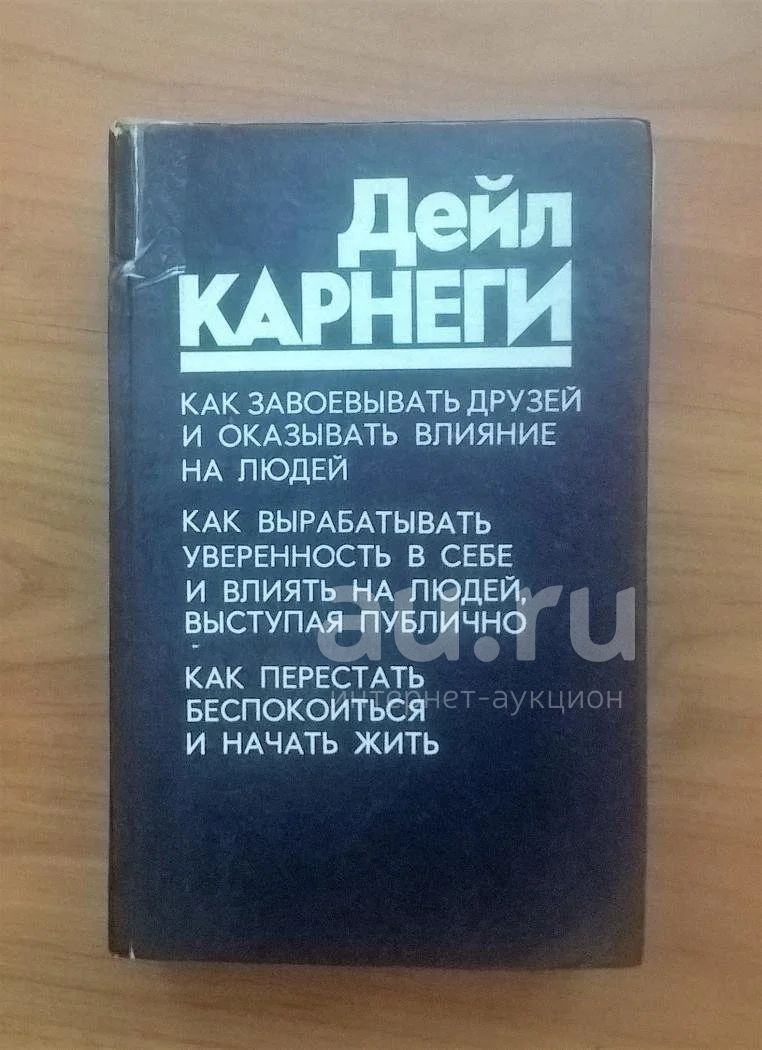 Дейл
КАРНЕГИ
КАК ЗАВОЕВЫВАТЬ ДРУЗЕЙ
И ОКАЗЫВАТЬ ВЛИЯНИЕ
НА ЛЮДЕЙ
КАК ВЫРАБАТЫВАТЬ
УВЕРЕННОСТЬ В СЕБЕ
И ВЛИЯТЬ НА ЛЮДЕЙ,
ВЫСТУПАЯ ПУБЛИЧНО
au.ru
интернет-аукцион
КАК ПЕРЕСТАТЬ
БЕСПОКОИТЬСЯ
И НАЧАТЬ ЖИТЬ